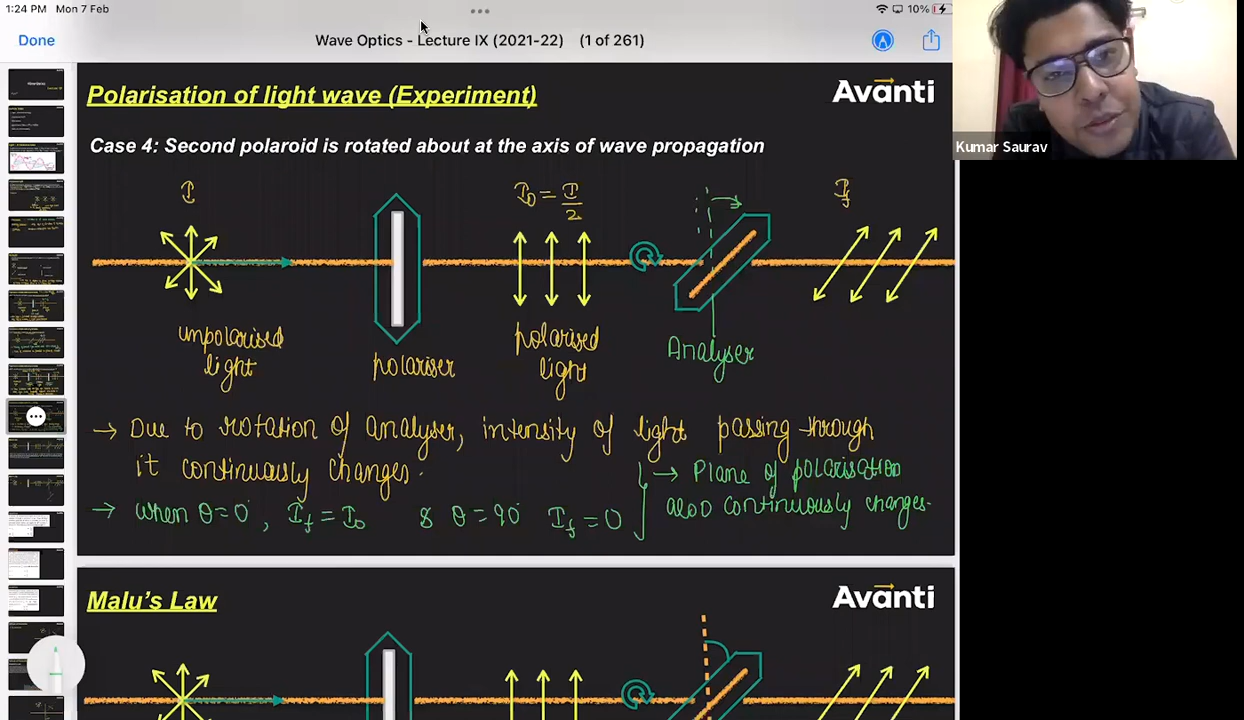 1:24 PM Mon 7 Feb
10%
Done
Wave Optics - Lecture IX (2021-22) (1 of 261)
Polarisation of light wave (Experiment)
Avanti
Kumar Saurav
Case 4: Second polaroid is rotated about at the axis of wave propagation
I
I₀ = I/2
I_f
unpolarised light
polariser
polarised light
Analyser
→ Due to rotation of analyser, intensity of light passing through
it continuously changes.
→ Plane of polarisation
also continuously changes.
→ when θ=0°, I_f = I₀ & θ=90° I_f = 0
Malu's Law
Avanti